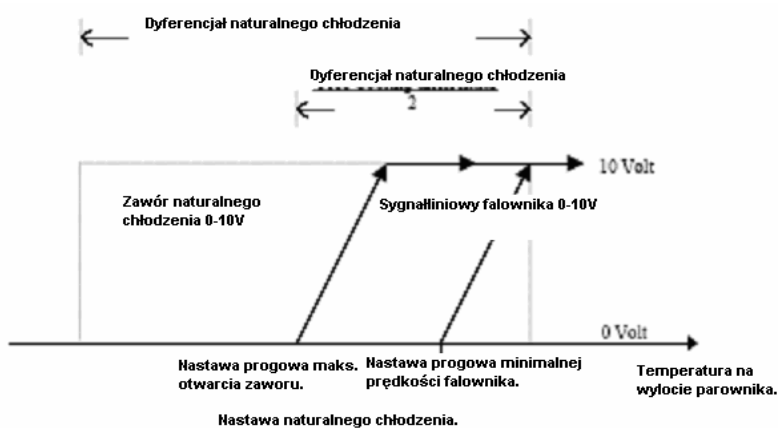 Dyferencjał naturalnego chłodzenia
Dyferencjał naturalnego chłodzenia
2
10 Volt
Zawór naturalnego
chłodzenia 0-10V
Sygnałliniowy falownika 0-10V
0 Volt
Nastawa progowa maks.
otwarcia zaworu.
Nastawa progowa minimalnej
prędkości falownika.
Temperatura na
wylocie parownika.
Nastawa naturalnego chłodzenia.